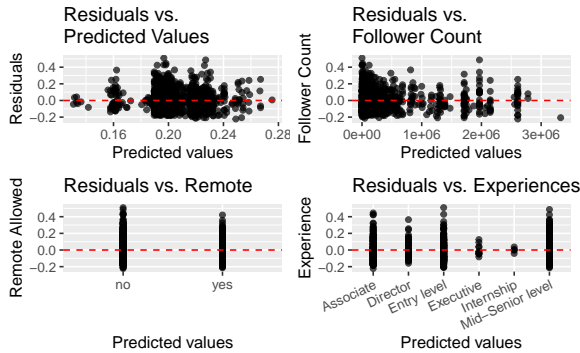 Residuals vs.
Predicted Values
Residuals
0.4
0.2
0.0
−0.2
0.16
0.20
0.24
0.28
Predicted values
Residuals vs.
Follower Count
Follower Count
0.4
0.2
0.0
−0.2
0e+00
1e+06
2e+06
3e+06
Predicted values
Residuals vs. Remote
Remote Allowed
0.4
0.2
0.0
−0.2
no
yes
Predicted values
Residuals vs. Experiences
Experience
0.4
0.2
0.0
−0.2
Associate
Director
Entry level
Executive
Internship
Mid−Senior level
Predicted values